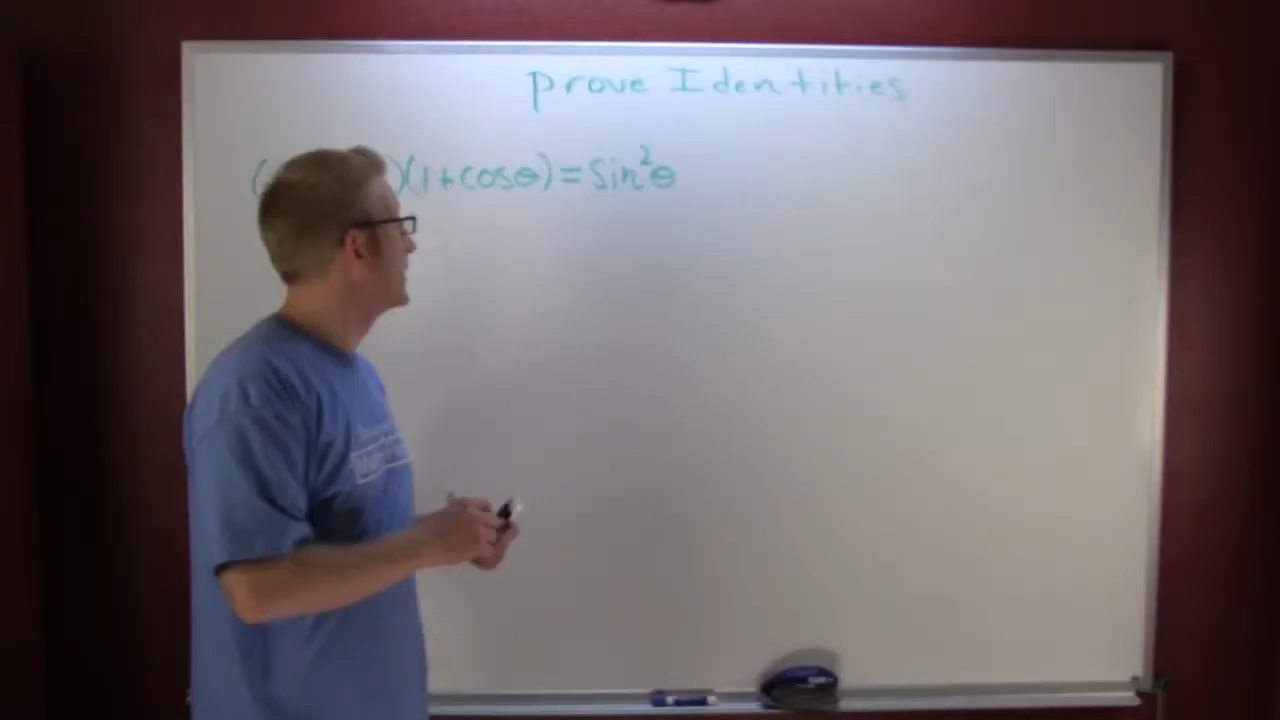 prove Identities
( )(1+cosθ)=Sin²θ